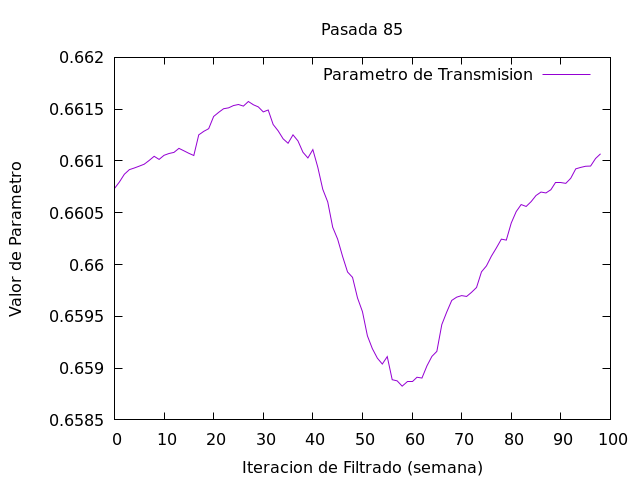 Pasada 85
0.662
Parametro de Transmision
0.6615
0.661
0.6605
0.66
0.6595
0.659
0.6585
Valor de Parametro
0 10 20 30 40 50 60 70 80 90 100
Iteracion de Filtrado (semana)